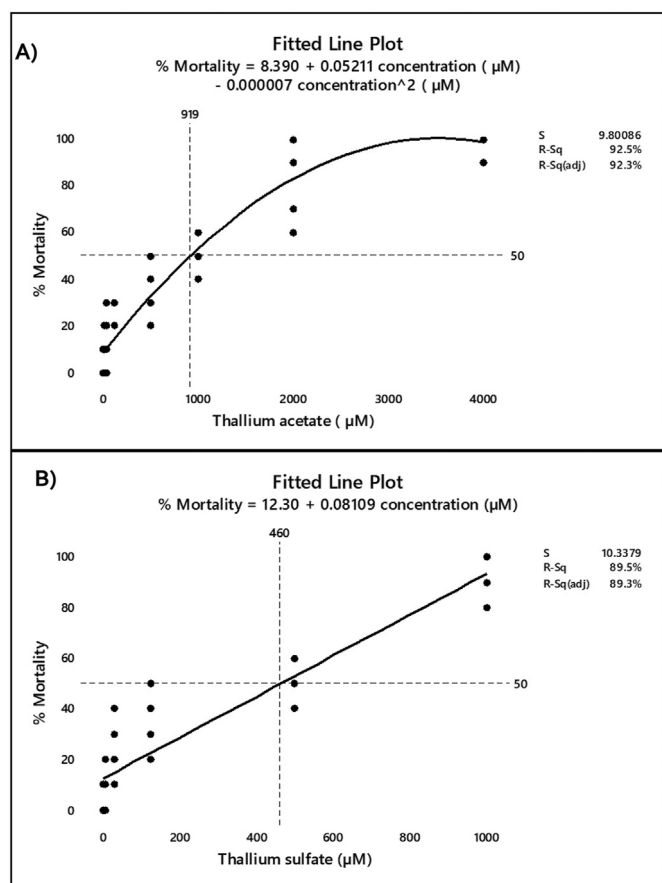 A)
Fitted Line Plot
% Mortality = 8.390 + 0.05211 concentration ( µM)
- 0.000007 concentration^2 ( µM)
919
S 9.80086
R-Sq 92.5%
R-Sq(adj) 92.3%
100
80
60
40
20
0
50
% Mortality
0 1000 2000 3000 4000
Thallium acetate ( µM)
B)
Fitted Line Plot
% Mortality = 12.30 + 0.08109 concentration (µM)
460
S 10.3379
R-Sq 89.5%
R-Sq(adj) 89.3%
100
80
60
40
20
0
50
% Mortality
0 200 400 600 800 1000
Thallium sulfate (µM)